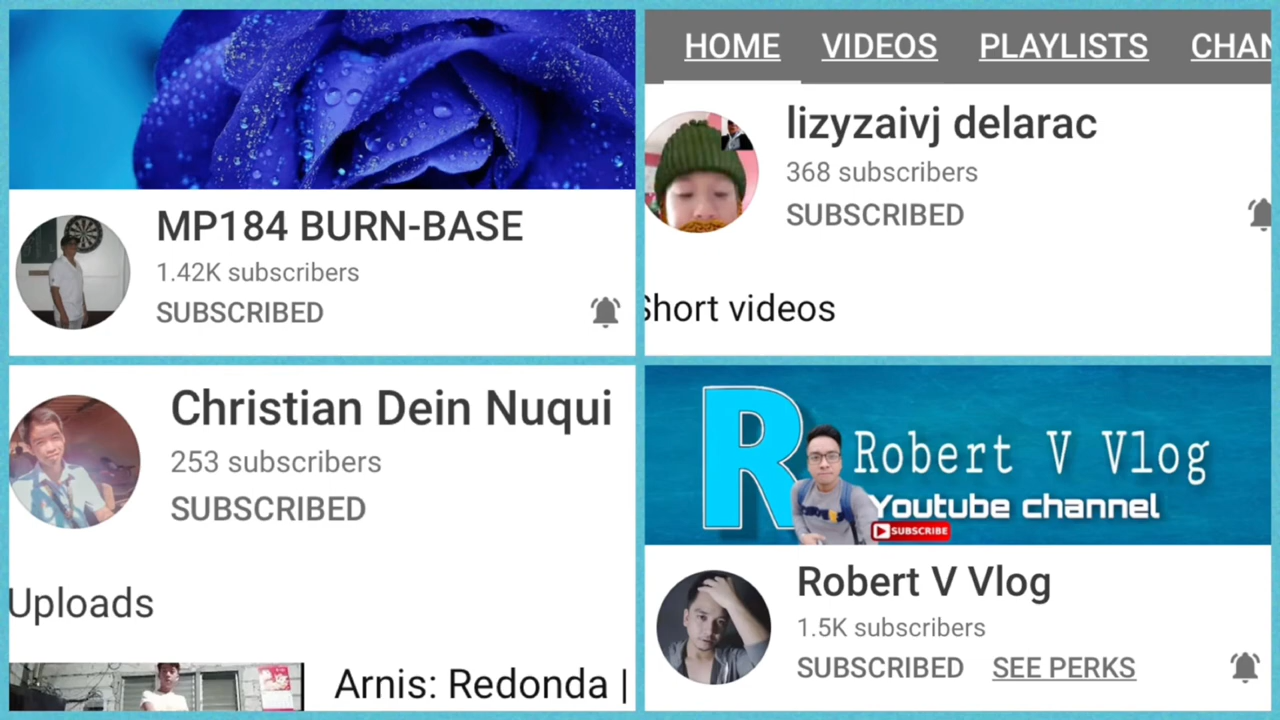 MP184 BURN-BASE
1.42K subscribers
SUBSCRIBED
HOME VIDEOS PLAYLISTS CHAN
lizyzaivj delarac
368 subscribers
SUBSCRIBED
Short videos
Christian Dein Nuqui
253 subscribers
SUBSCRIBED
Uploads
Arnis: Redonda |
R
Robert V Vlog
Youtube channel
SUBSCRIBE
Robert V Vlog
1.5K subscribers
SUBSCRIBED SEE PERKS